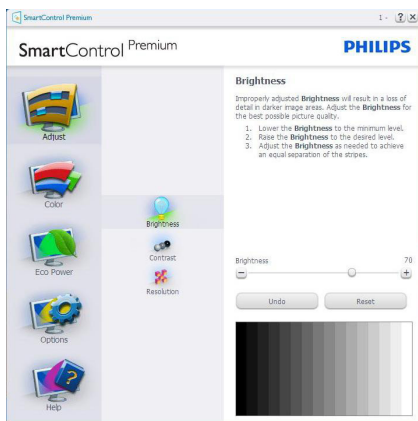 SmartControl Premium
1 - ? X
SmartControl Premium
PHILIPS
Adjust
Color
Eco Power
Options
Help
Brightness
Contrast
Resolution
Brightness
Improperly adjusted Brightness will result in a loss of
detail in darker image areas. Adjust the Brightness for
the best possible picture quality.
1. Lower the Brightness to the minimum level.
2. Raise the Brightness to the desired level.
3. Adjust the Brightness as needed to achieve
an equal separation of the stripes.
Brightness 70
- +
Undo Reset